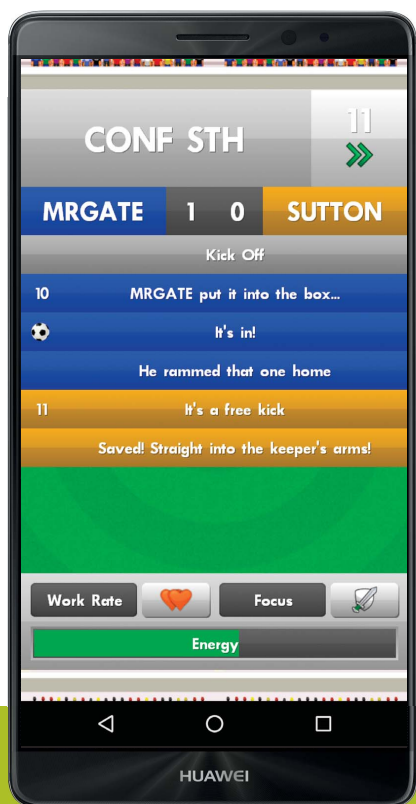 CONF STH
11
MRGATE 1 0 SUTTON
Kick Off
10 MRGATE put it into the box...
It's in!
He rammed that one home
11 It's a free kick
Saved! Straight into the keeper's arms!
Work Rate Focus
Energy
HUAWEI